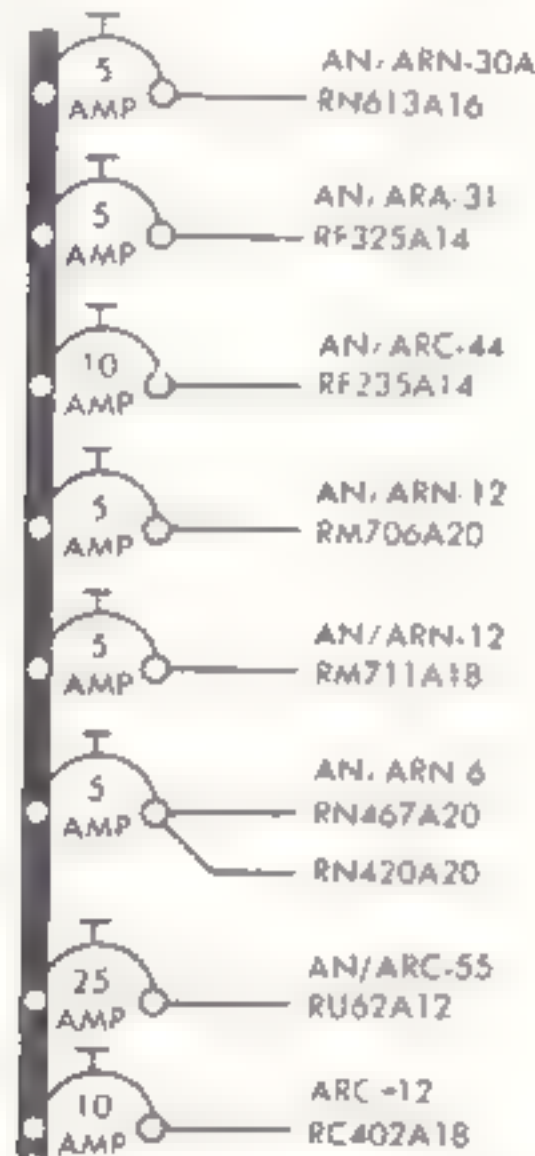 5
AMP
AN/ARN-30A
RN613A16
5
AMP
AN/ARA-31
RF325A14
10
AMP
AN/ARC-44
RF235A14
5
AMP
AN/ARN-12
RM706A20
5
AMP
AN/ARN-12
RM711A18
5
AMP
AN/ARN-6
RN467A20
RN420A20
25
AMP
AN/ARC-55
RU62A12
10
AMP
ARC-12
RC402A18